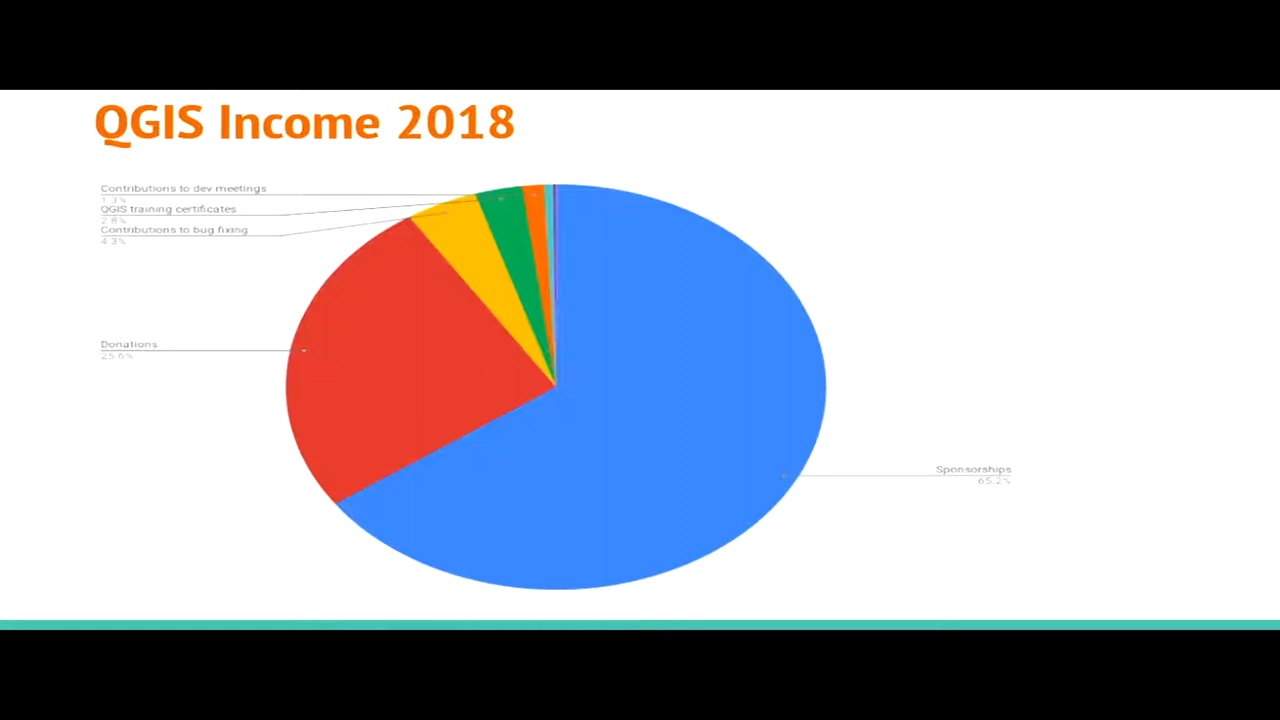 QGIS Income 2018
Contributions to dev meetings
1.3%
QGIS training certificates
2.8%
Contributions to bug fixing
4.3%
Donations
25.6%
Sponsorships
65.2%